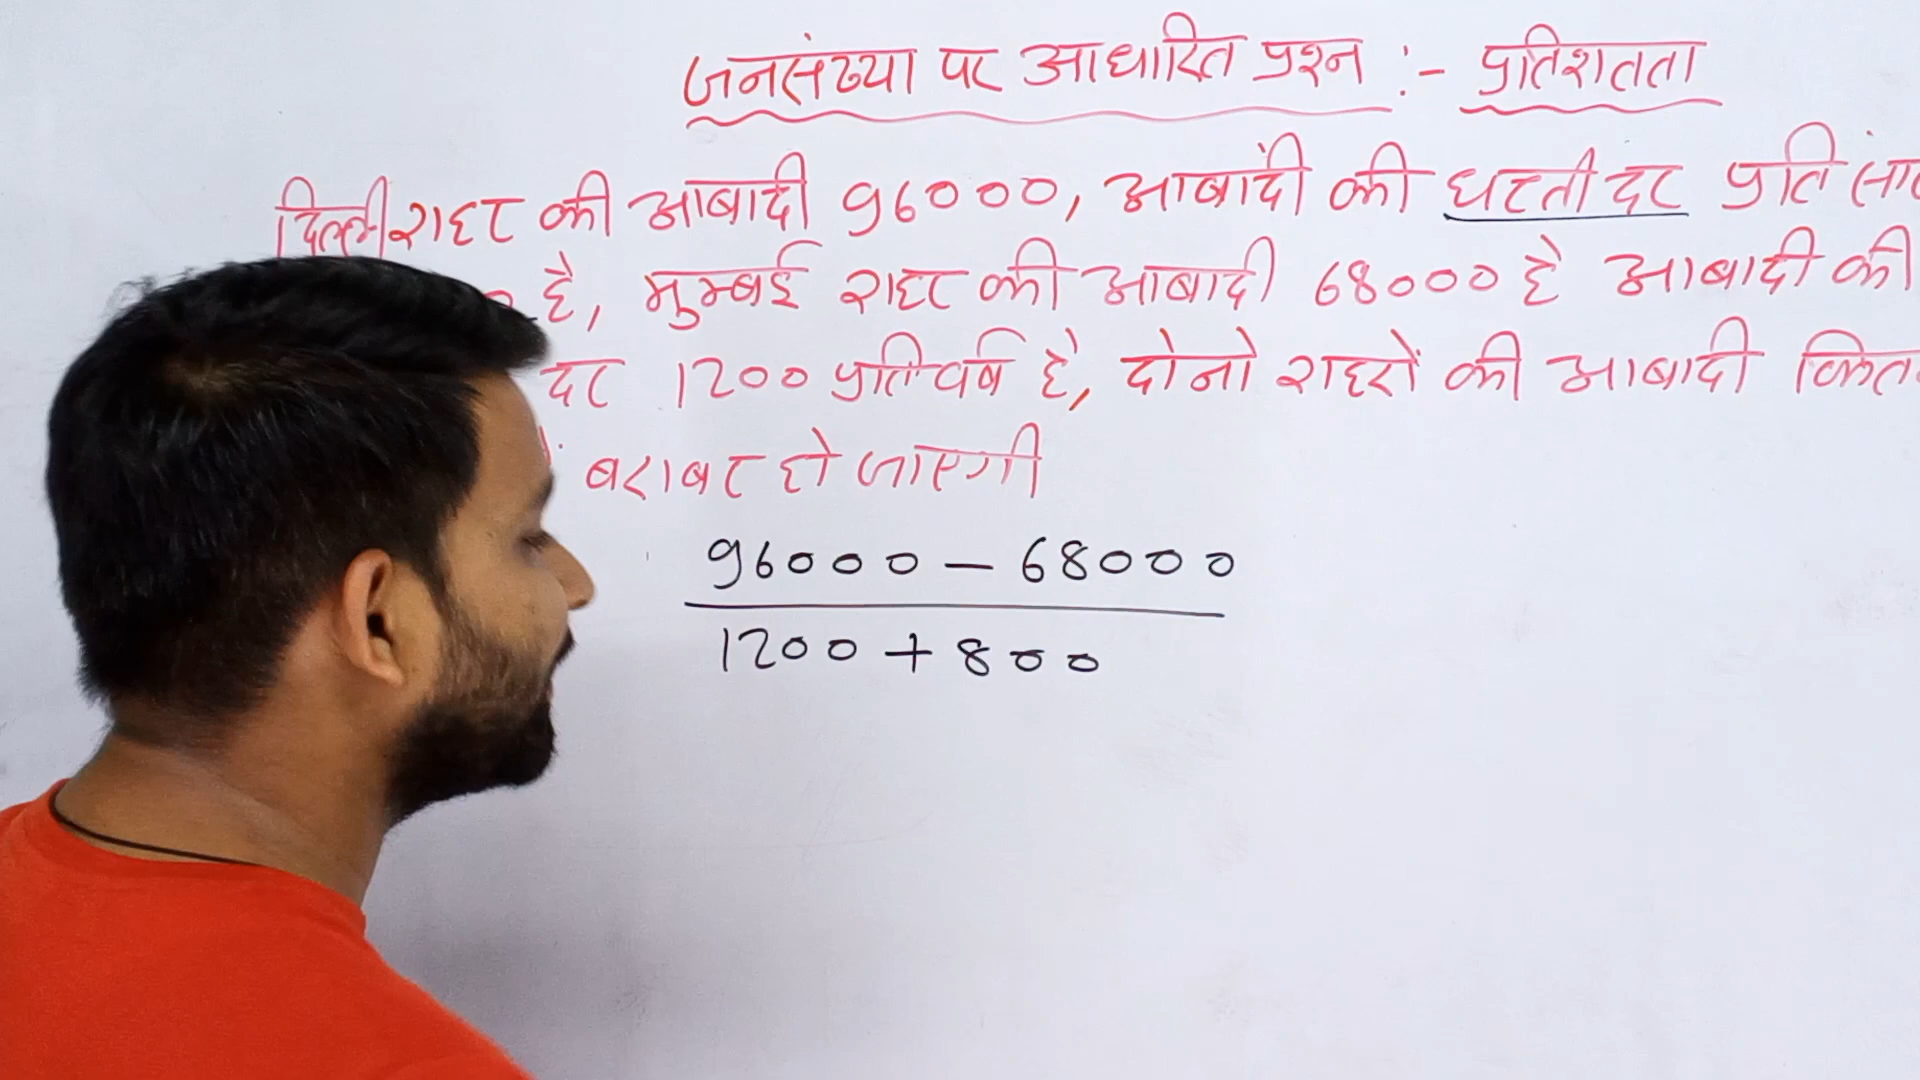 जनसंख्या पर आधारित प्रश्न :- प्रतिशतता
दिल्ली शहर की आबादी 96000, आबादी की घटती दर प्रति
है, मुम्बई शहर की आबादी 68000 है आबादी की
दर 1200 प्रतिवर्ष है, दोनो शहरों की आबादी
बराबर हो जाएगी
96000 - 68000
1200 + 800